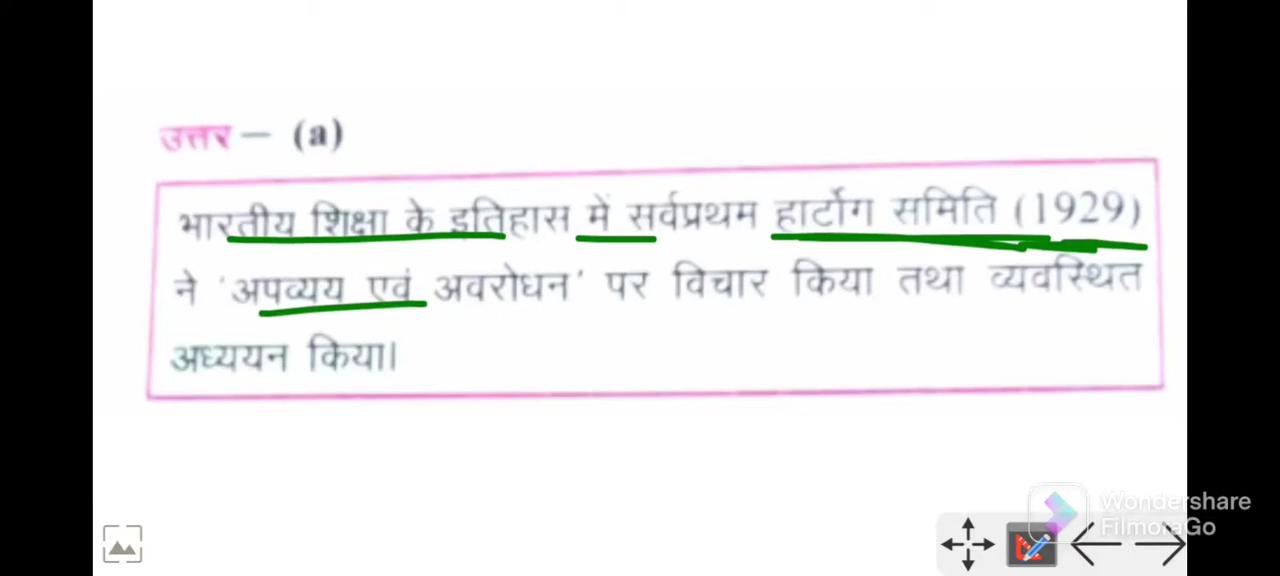 उत्तर – (a)
भारतीय शिक्षा के इतिहास में सर्वप्रथम हार्टोग समिति (1929)
ने 'अपव्यय एवं अवरोधन' पर विचार किया तथा व्यवस्थित
अध्ययन किया।
Wondershare
FilmoraGo